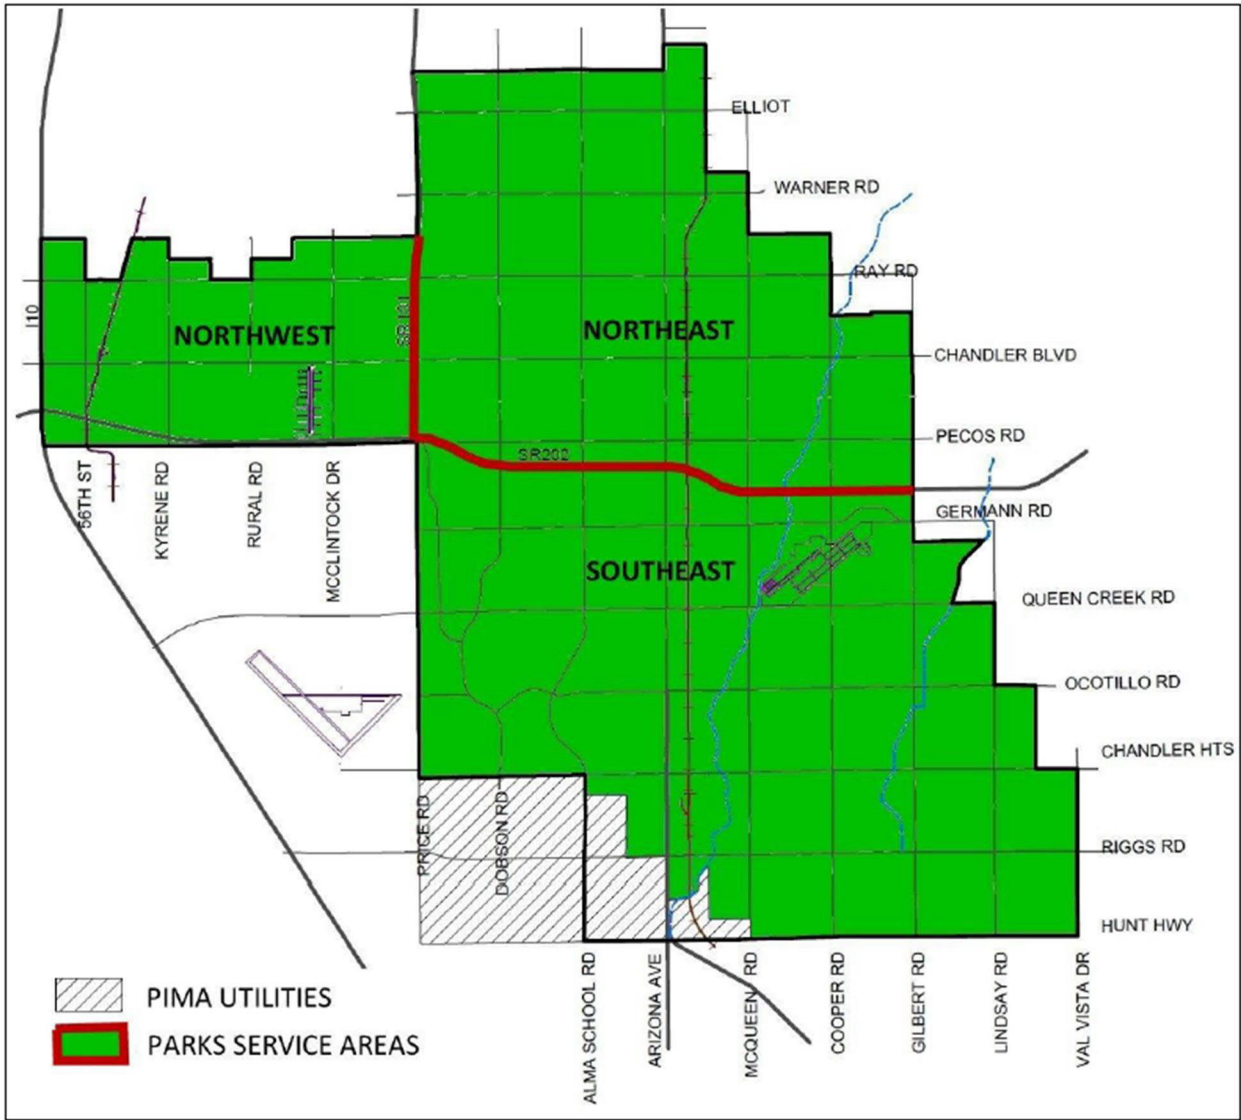 ELLIOT
WARNER RD
RAY RD
I10
NORTHWEST
SR101
NORTHEAST
CHANDLER BLVD
PECOS RD
SR202
56TH ST
KYRENE RD
RURAL RD
MCCLINTOCK DR
GERMANN RD
SOUTHEAST
QUEEN CREEK RD
OCOTILLO RD
CHANDLER HTS
PRICE RD
DOBSON RD
RIGGS RD
HUNT HWY
ALMA SCHOOL RD
ARIZONA AVE
MCQUEEN RD
COOPER RD
GILBERT RD
LINDSAY RD
VAL VISTA DR
PIMA UTILITIES
PARKS SERVICE AREAS